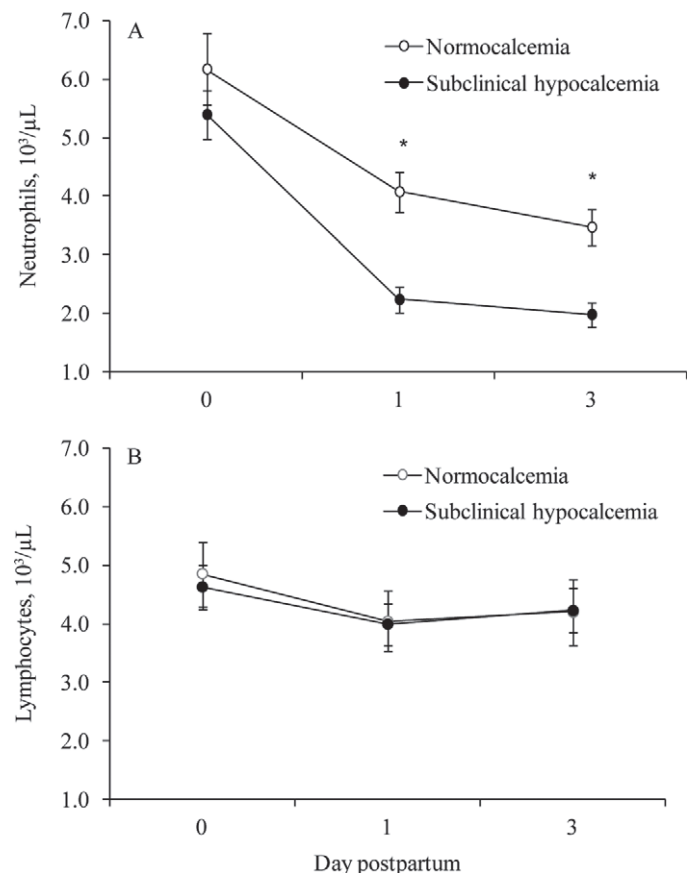 A
Normocalcemia
Subclinical hypocalcemia
Neutrophils, 10³/µL
7.0
6.0
5.0
4.0
3.0
2.0
1.0
*
*
0 1 3
B
Normocalcemia
Subclinical hypocalcemia
Lymphocytes, 10³/µL
7.0
6.0
5.0
4.0
3.0
2.0
1.0
0 1 3
Day postpartum